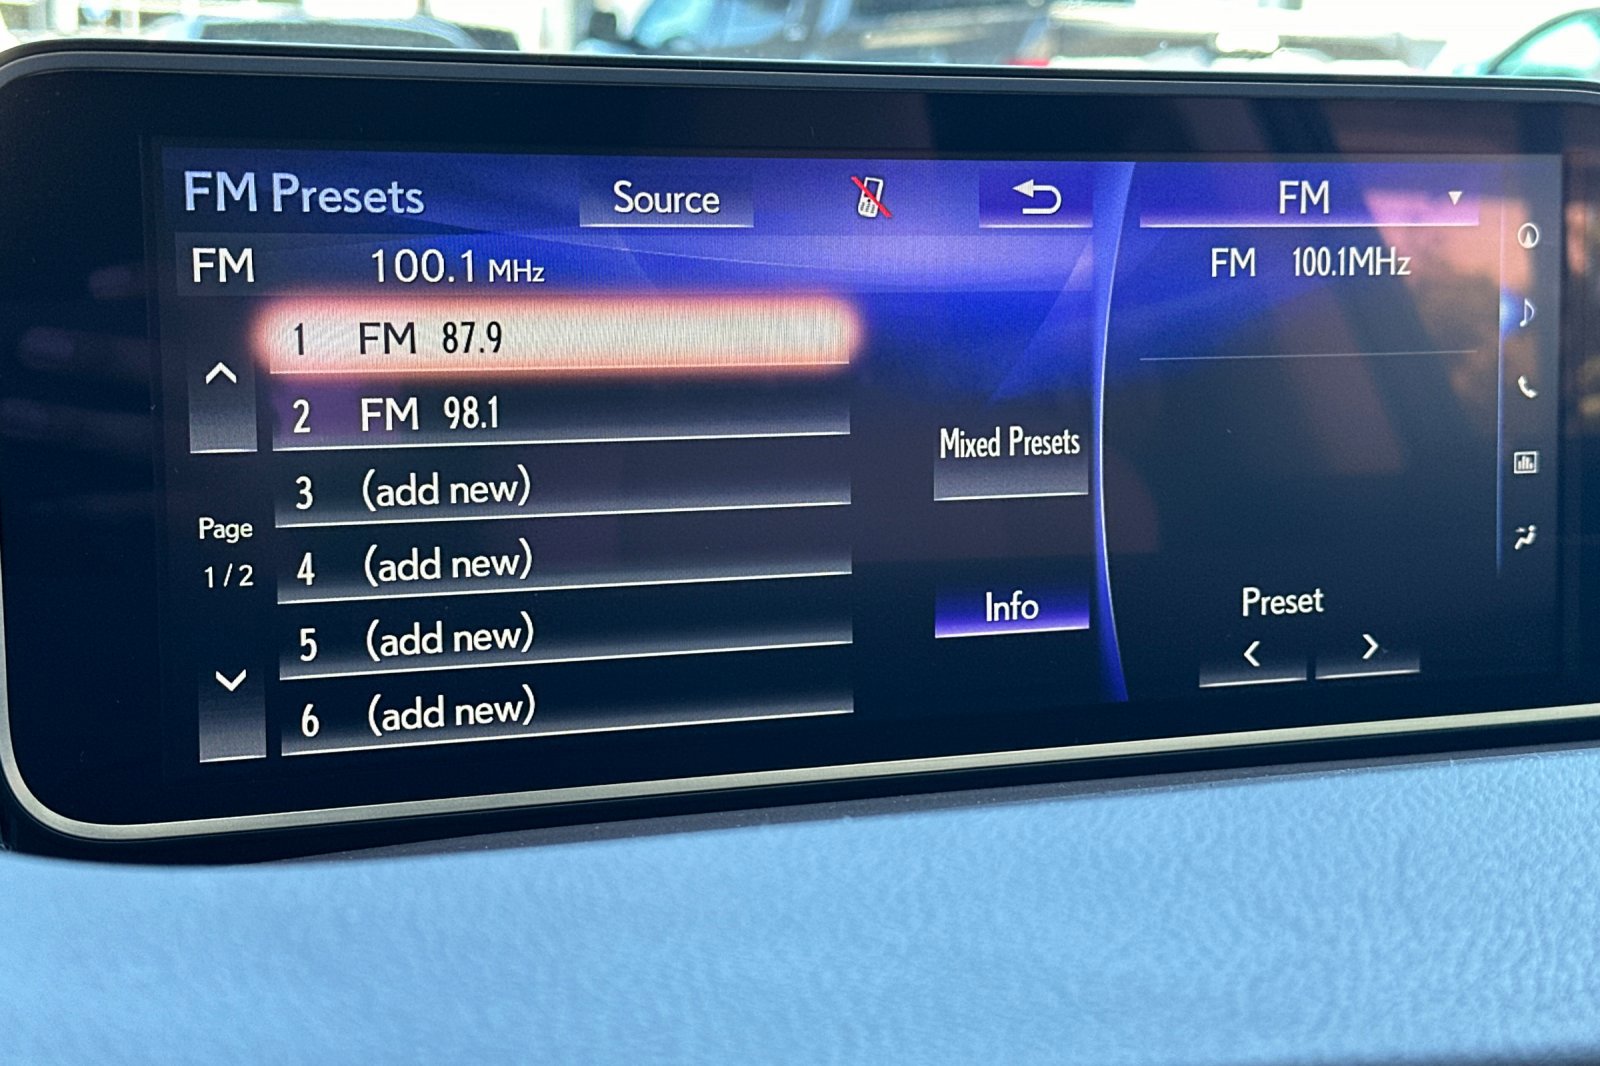 FM Presets Source FM
FM 100.1 MHz FM 100.1MHz
1 FM 87.9
2 FM 98.1
3 (add new)
4 (add new)
5 (add new)
6 (add new)
Page
1/2
Mixed Presets
Info
Preset